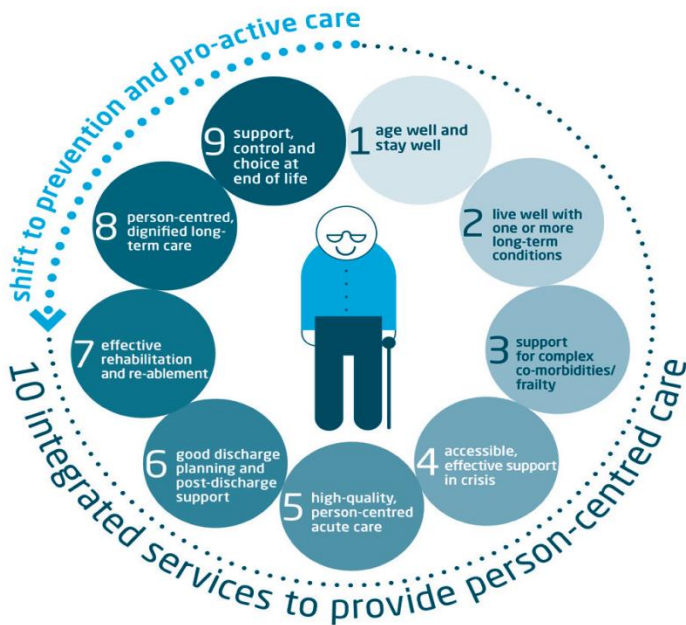 shift to prevention and pro-active care
1 age well and
stay well
2 live well with
one or more
long-term
conditions
3 support
for complex
co-morbidities/
frailty
4 accessible,
effective support
in crisis
5 high-quality,
person-centred
acute care
6 good discharge
planning and
post-discharge
support
7 effective
rehabilitation
and re-ablement
8 person-centred,
dignified long-
term care
9 support,
control and
choice at
end of life
10 integrated services to provide person-centred care